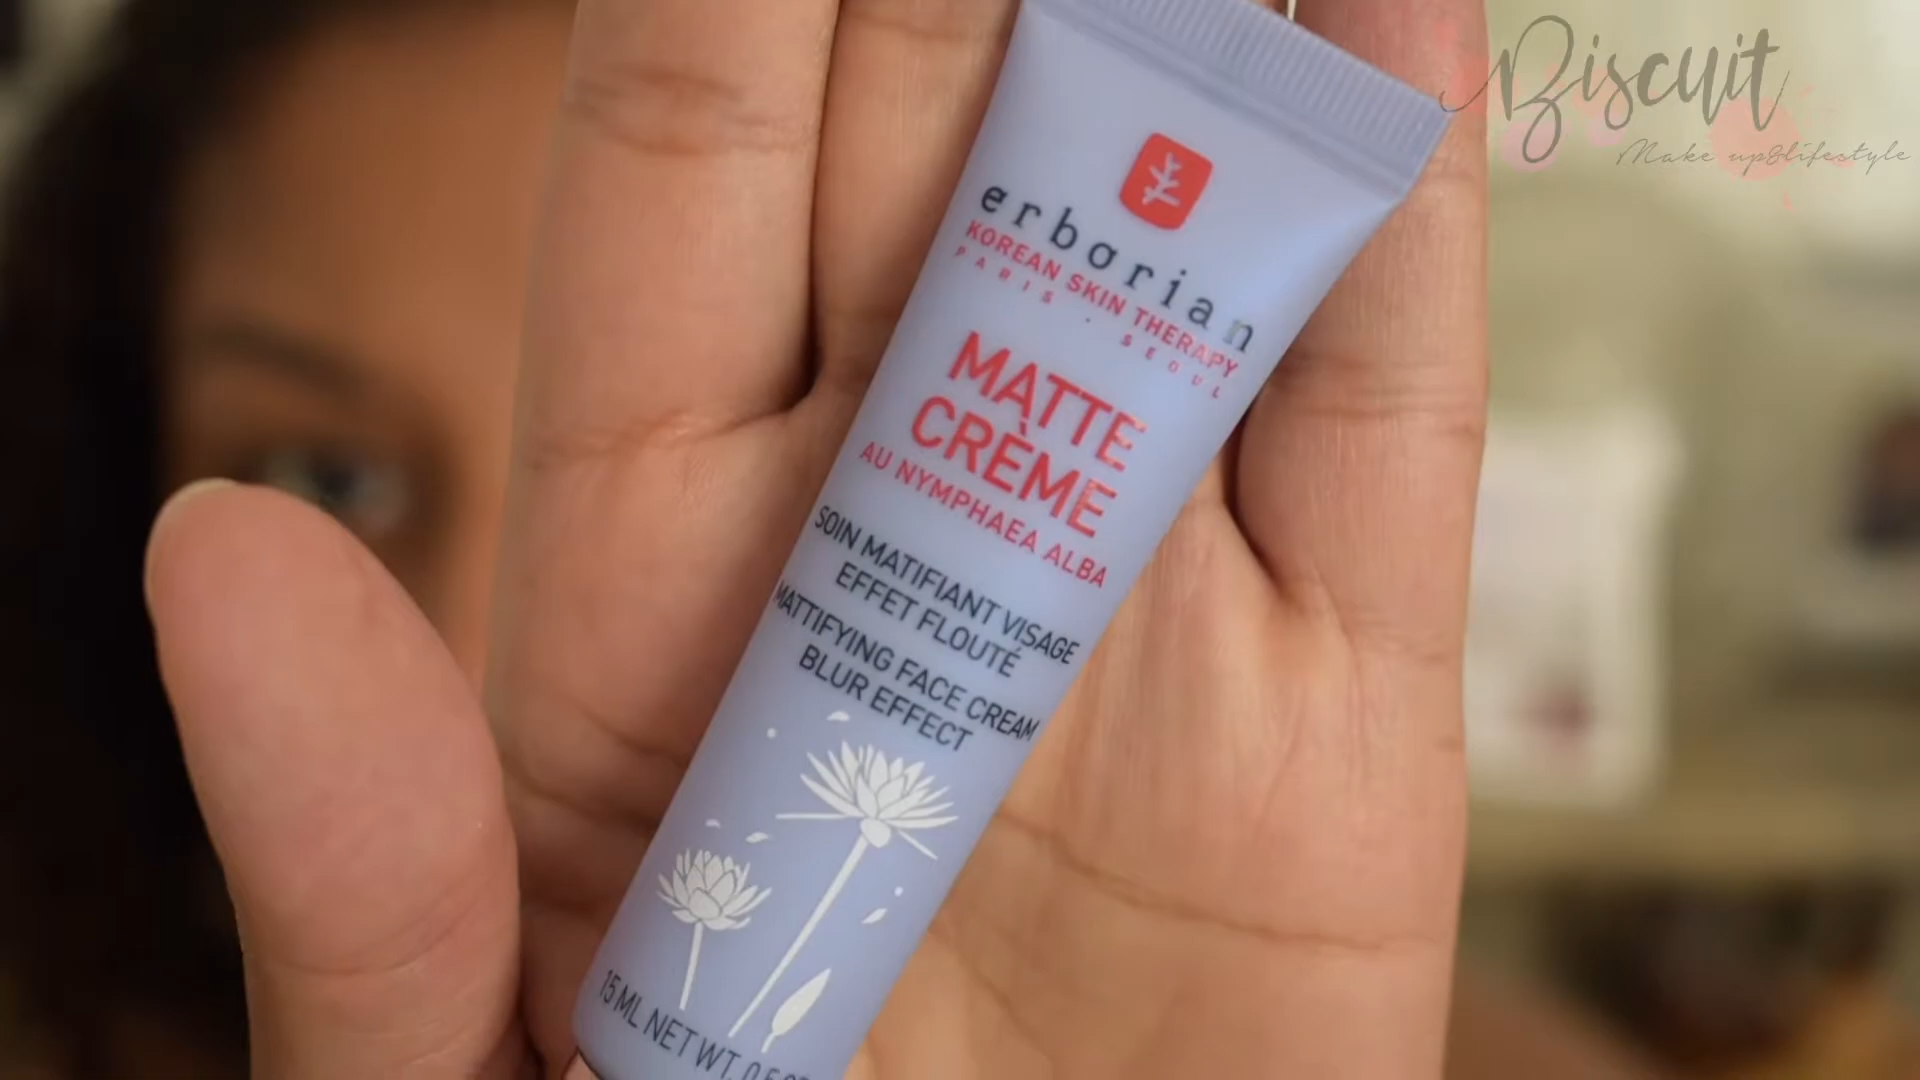 Biscuit
Make up&lifestyle
erborian
KOREAN SKIN THERAPY
PARIS · SEOUL
MATTE
CRÈME
AU NYMPHAEA ALBA
SOIN MATIFIANT VISAGE
EFFET FLOUTÉ
MATTIFYING FACE CREAM
BLUR EFFECT
15 ML NET WT.